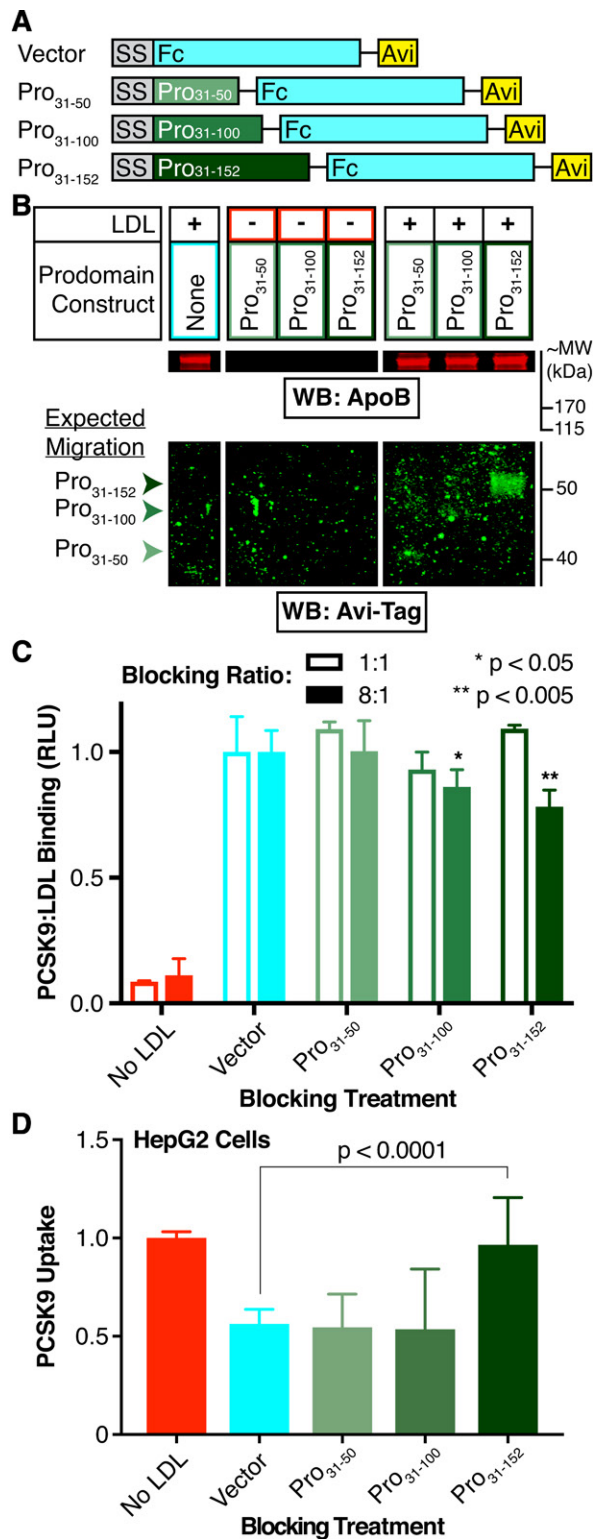 A
Vector SS Fc Avi
Pro31-50 SS Pro31-50 Fc Avi
Pro31-100 SS Pro31-100 Fc Avi
Pro31-152 SS Pro31-152 Fc Avi
B
LDL + - - - + + +
Prodomain Construct None Pro31-50 Pro31-100 Pro31-152 Pro31-50 Pro31-100 Pro31-152
~MW
(kDa)
WB: ApoB
170
115
Expected
Migration
Pro31-152
50
Pro31-100
Pro31-50
40
WB: Avi-Tag
C
Blocking Ratio: 1:1 * p < 0.05
8:1 ** p < 0.005
PCSK9:LDL Binding (RLU)
1.0
* **
0.5
0.0
No LDL Vector Pro31-50 Pro31-100 Pro31-152
Blocking Treatment
D
HepG2 Cells
1.5
p < 0.0001
PCSK9 Uptake
1.0
0.5
0
No LDL Vector Pro31-50 Pro31-100 Pro31-152
Blocking Treatment